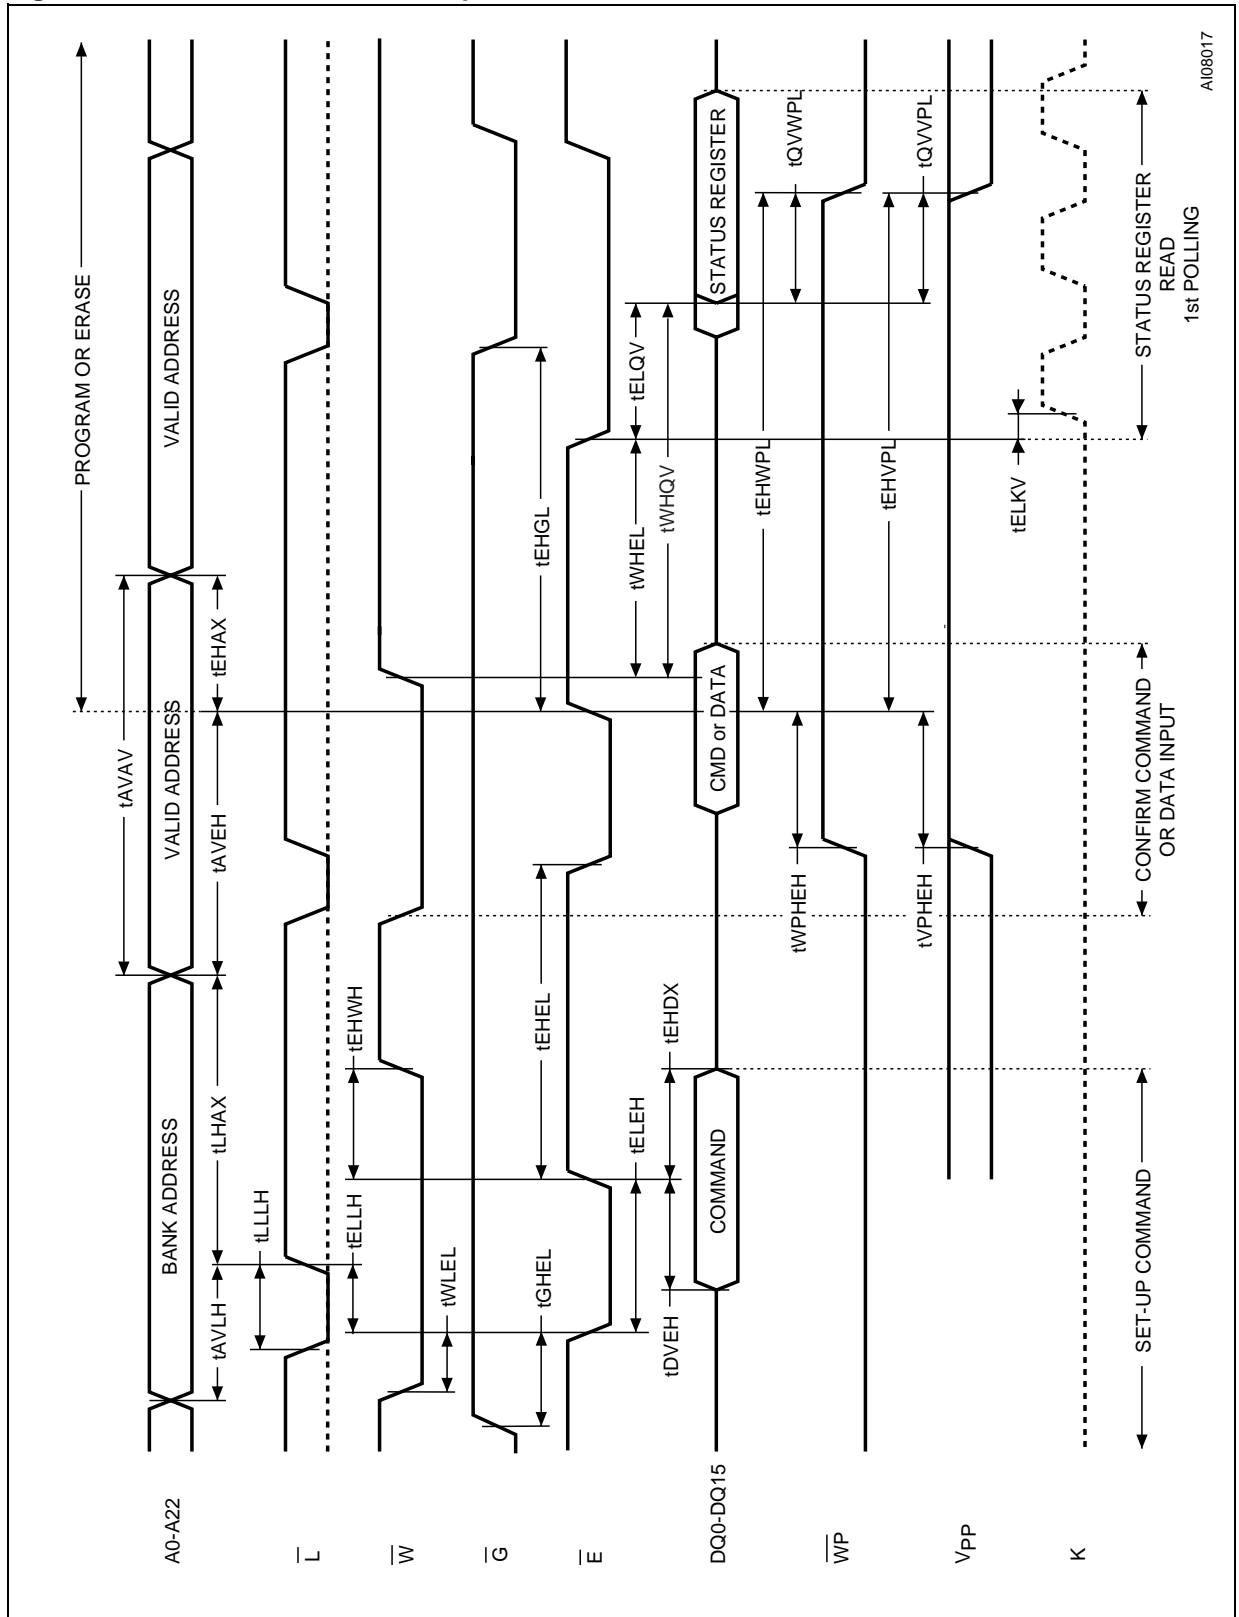 PROGRAM OR ERASE
A0-A22
BANK ADDRESS
VALID ADDRESS
VALID ADDRESS
tAVAV
tAVLH
tLHAX
tAVEH
tEHAX
tLLLH
L
tELLH
tEHWH
W
tWLEL
G
tGHEL
tEHEL
tEHGL
E
tELEH
tWHEL
tELQV
tDVEH
tEHDX
tWHQV
DQ0-DQ15
COMMAND
CMD or DATA
STATUS REGISTER
tEHWPL
tWPHEH
tQVWPL
WP
tEHVPL
tVPHEH
tQVVPL
VPP
tELKV
K
SET-UP COMMAND
CONFIRM COMMAND
OR DATA INPUT
STATUS REGISTER
READ
1st POLLING
AI08017